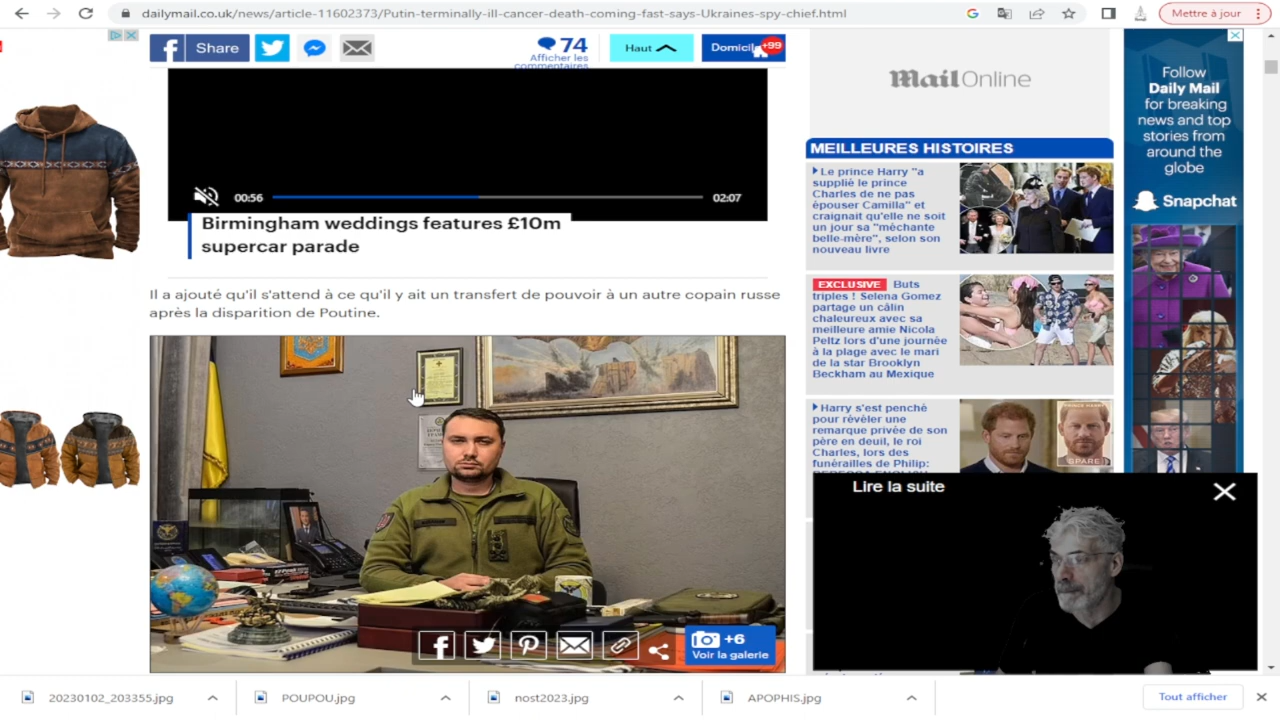 dailymail.co.uk/news/article-11602373/Putin-terminally-ill-cancer-death-coming-fast-says-Ukraines-spy-chief.html
Mettre à jour
Share
74
Afficher les
commentaires
Haut
Domicil
+99
00:56
02:07
Birmingham weddings features £10m
supercar parade
Il a ajouté qu'il s'attend à ce qu'il y ait un transfert de pouvoir à un autre copain russe
après la disparition de Poutine.
+6
Voir la galerie
Mail Online
MEILLEURES HISTOIRES
Le prince Harry "a
supplié le prince
Charles de ne pas
épouser Camilla" et
craignait qu'elle ne soit
un jour sa "méchante
belle-mère", selon son
nouveau livre
EXCLUSIVE Buts
triples ! Selena Gomez
partage un câlin
chaleureux avec sa
meilleure amie Nicola
Peltz lors d'une journée
à la plage avec le mari
de la star Brooklyn
Beckham au Mexique
Harry s'est penché
pour révéler une
remarque privée de son
père en deuil, le roi
Charles, lors des
funérailles de Philip:
SPARE
Lire la suite
Follow
Daily Mail
for breaking
news and top
stories from
around the
globe
Snapchat
20230102_203355.jpg
POUPOU.jpg
nost2023.jpg
APOPHIS.jpg
Tout afficher